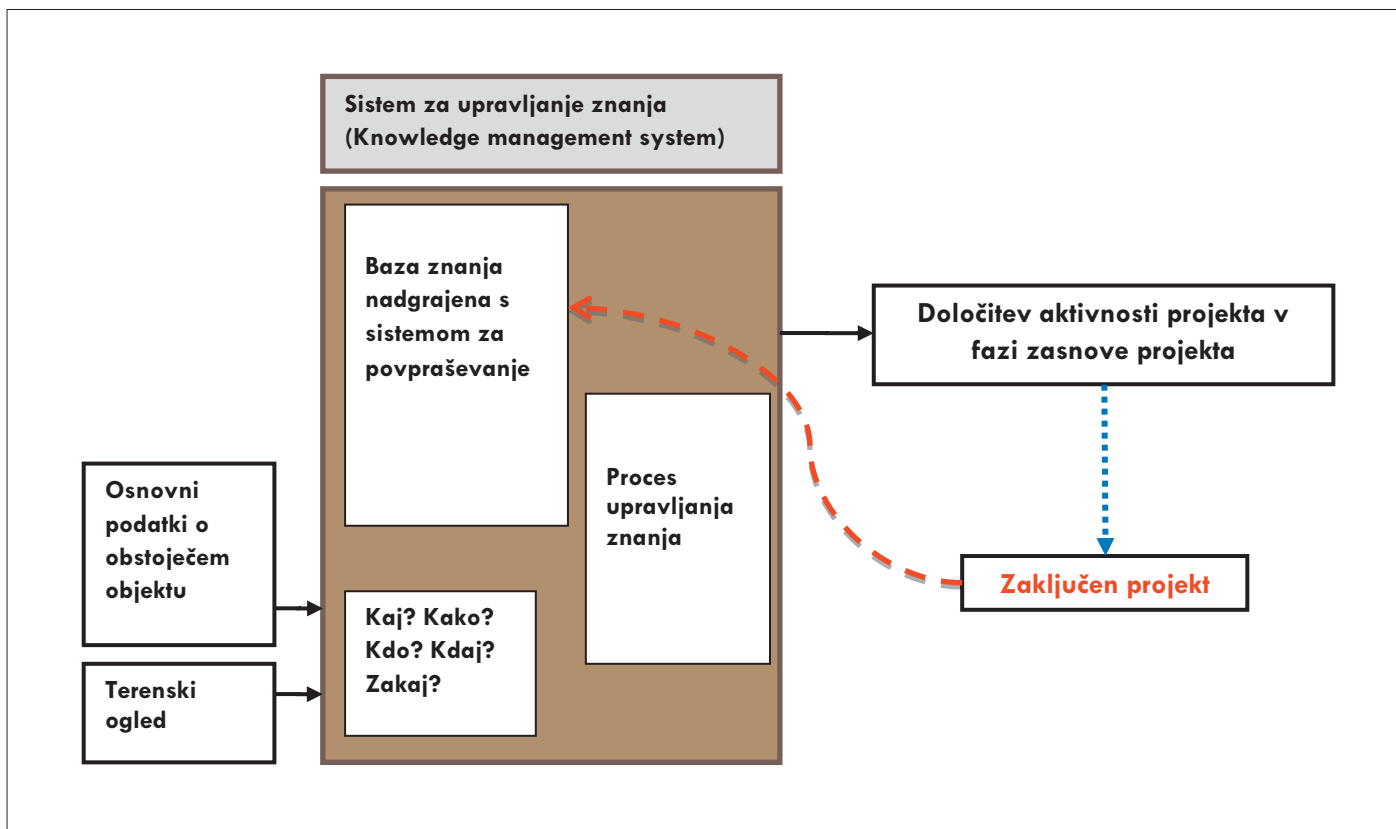 Sistem za upravljanje znanja
(Knowledge management system)
Baza znanja
nadgrajena s
sistemom za
povpraševanje
Določitev aktivnosti projekta v
fazi zasnove projekta
Osnovni
podatki o
obstoječem
objektu
Proces
upravljanja
znanja
Zaključen projekt
Kaj? Kako?
Kdo? Kdaj?
Zakaj?
Terenski
ogled